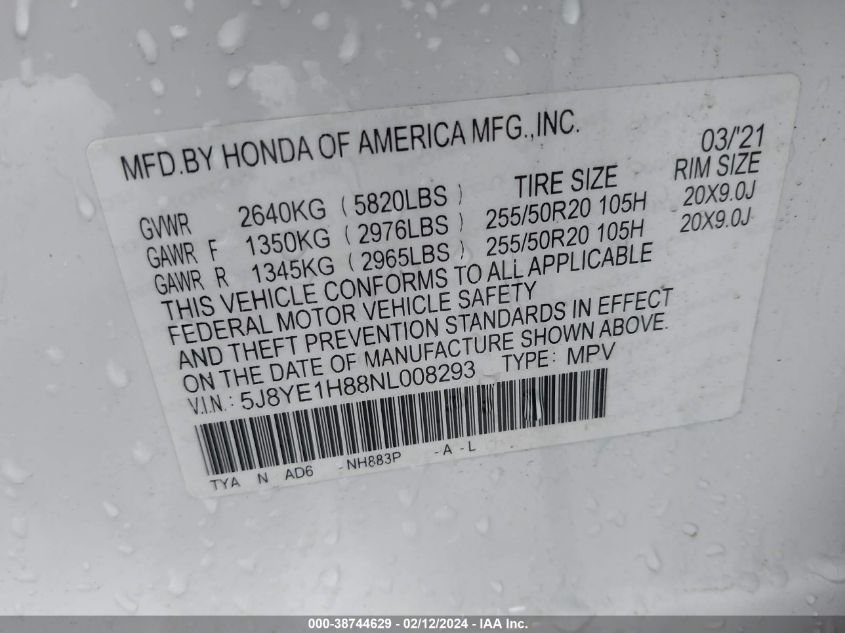 MFD.BY HONDA OF AMERICA MFG.,INC. 03/'21
TIRE SIZE RIM SIZE
GVWR 2640KG (5820LBS)
GAWR F 1350KG (2976LBS) 255/50R20 105H 20X9.0J
GAWR R 1345KG (2965LBS) 255/50R20 105H 20X9.0J
THIS VEHICLE CONFORMS TO ALL APPLICABLE
FEDERAL MOTOR VEHICLE SAFETY
AND THEFT PREVENTION STANDARDS IN EFFECT
ON THE DATE OF MANUFACTURE SHOWN ABOVE.
V.I.N.: 5J8YE1H88NL008293 TYPE: MPV
TYA N AD6 -NH883P -A -L
000-38744629 - 02/12/2024 - IAA Inc.